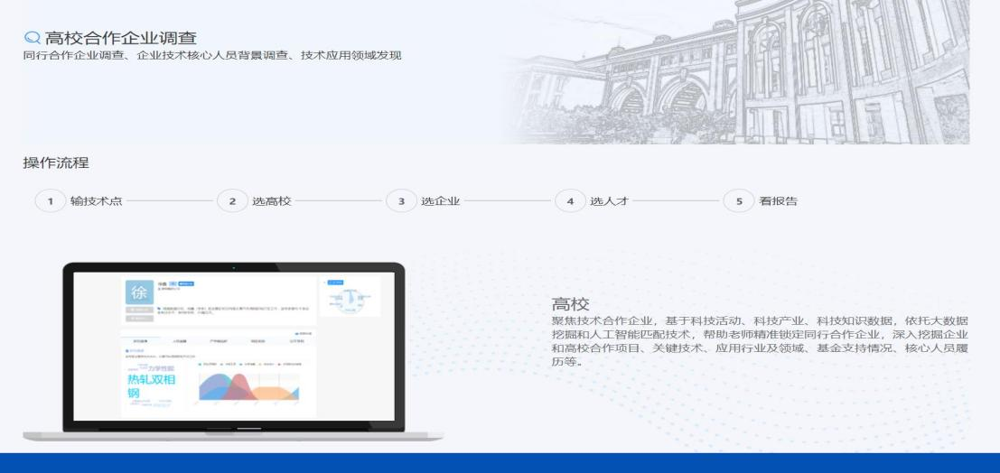 高校合作企业调查
同行合作企业调查、企业技术核心人员背景调查、技术应用领域发现
操作流程
1 输技术点 2 选高校 3 选企业 4 选人才 5 看报告
徐
力学性能
热轧双相
钢
高校
聚焦技术合作企业，基于科技活动、科技产业、科技知识数据，依托大数据
挖掘和人工智能匹配技术，帮助老师精准锁定同行合作企业，深入挖掘企业
和高校合作项目、关键技术、应用行业及领域、基金支持情况、核心人员履
历等。